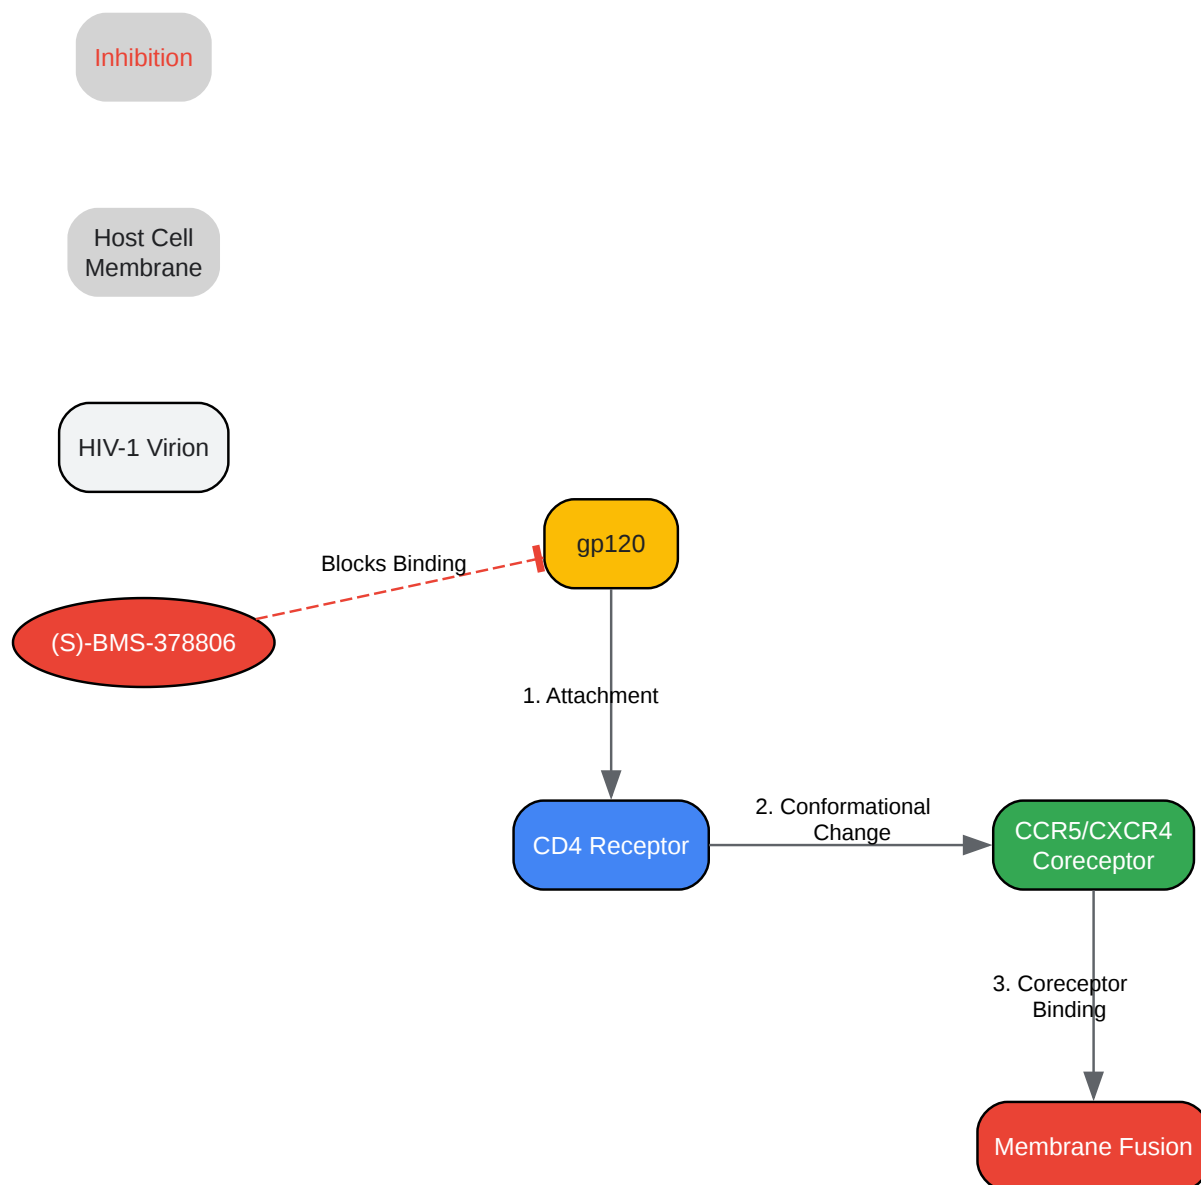 Inhibition
Host Cell
Membrane
HIV-1 Virion
gp120
Blocks Binding
(S)-BMS-378806
1. Attachment
2. Conformational
Change
CD4 Receptor
CCR5/CXCR4
Coreceptor
3. Coreceptor
Binding
Membrane Fusion